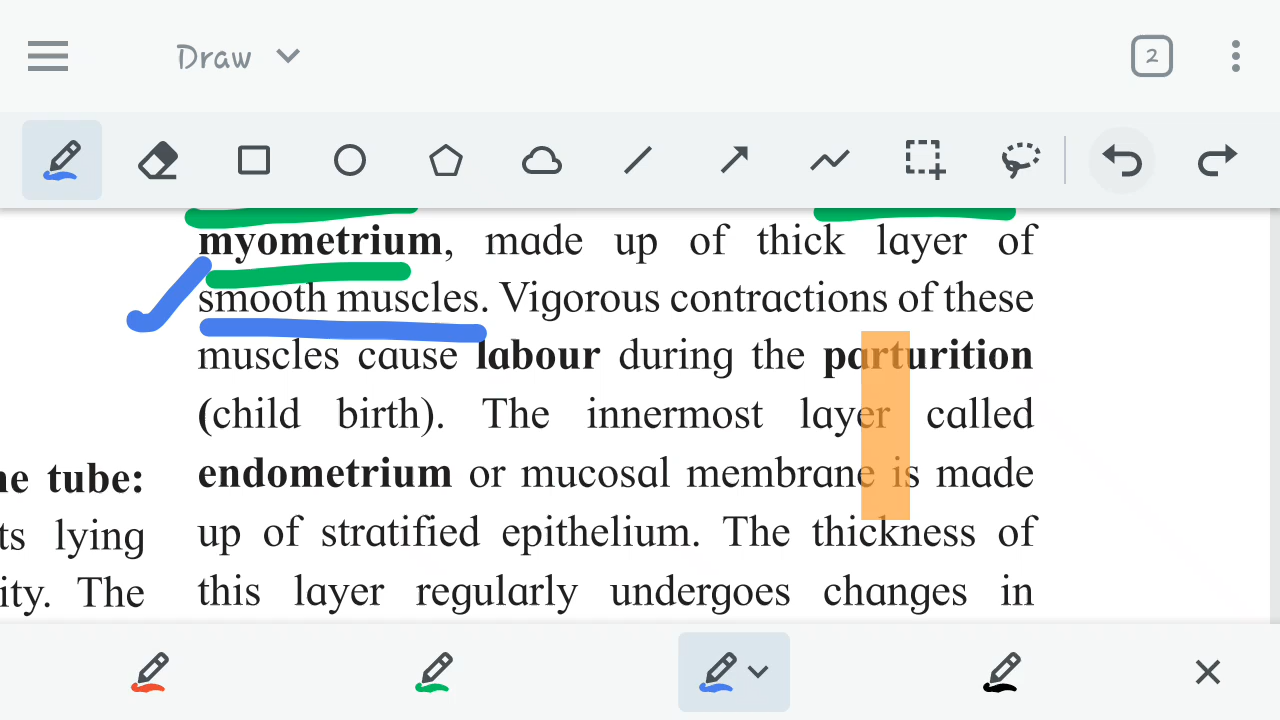 Draw
2
myometrium, made up of thick layer of
smooth muscles. Vigorous contractions of these
muscles cause labour during the parturition
(child birth). The innermost layer called
endometrium or mucosal membrane is made
up of stratified epithelium. The thickness of
this layer regularly undergoes changes in
ne tube:
ts lying
ity. The